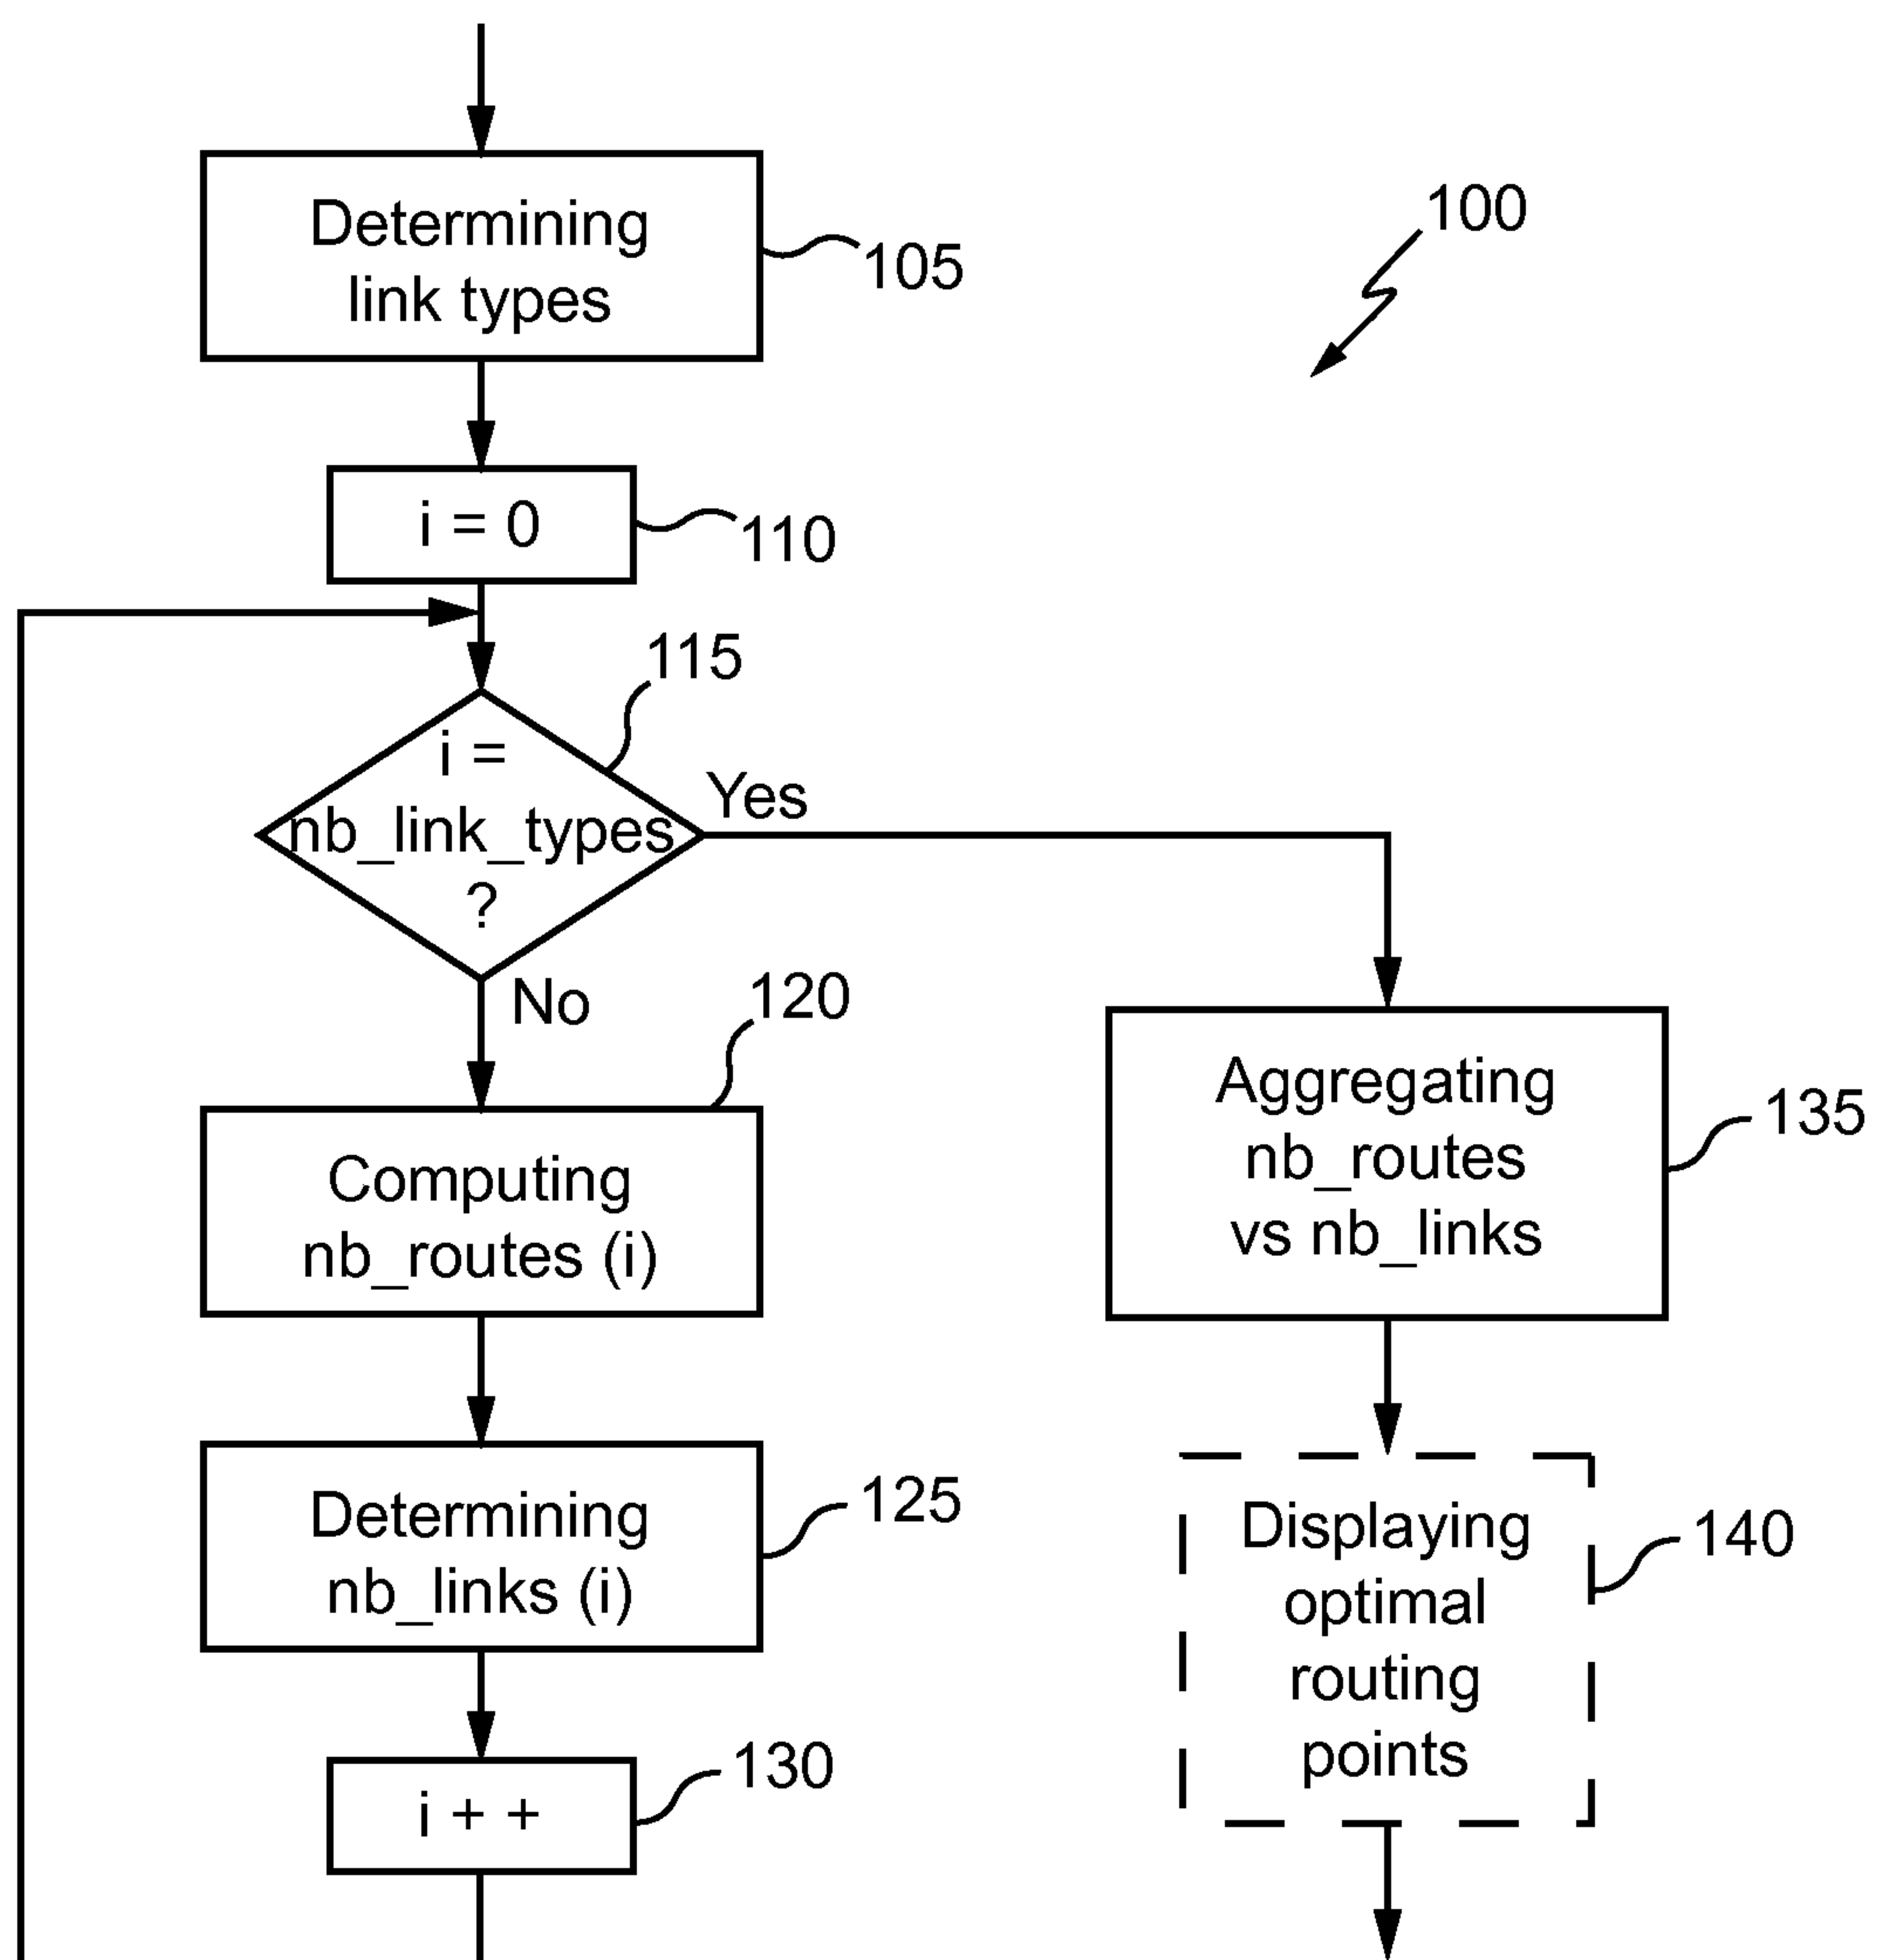 100
Determining
link types
105
i = 0
110
115
i =
nb_link_types
?
Yes
No
120
Computing
nb_routes (i)
Determining
nb_links (i)
125
i + +
130
Aggregating
nb_routes
vs nb_links
135
Displaying
optimal
routing
points
140